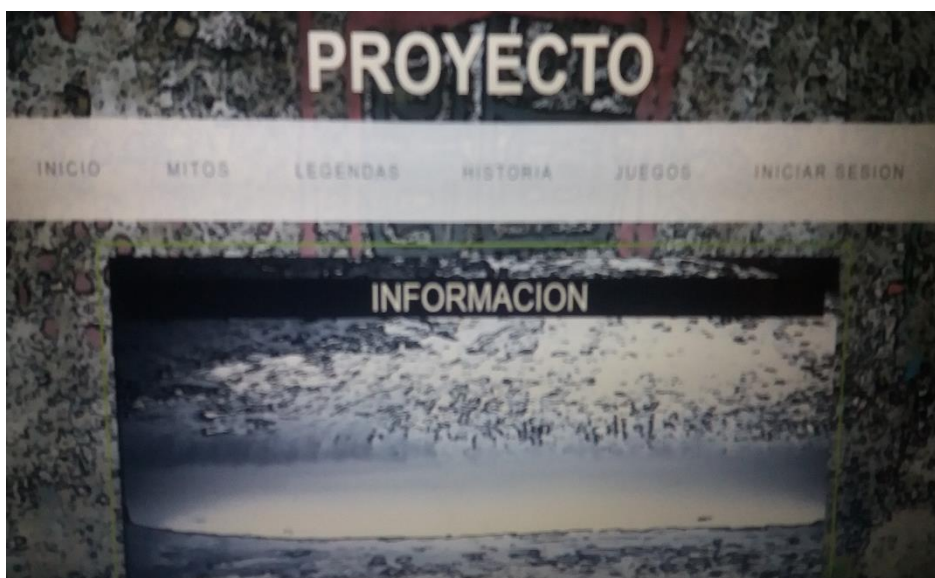 PROYECTO
INICIO MITOS LEGENDAS HISTORIA JUEGOS INICIAR SESION
INFORMACION